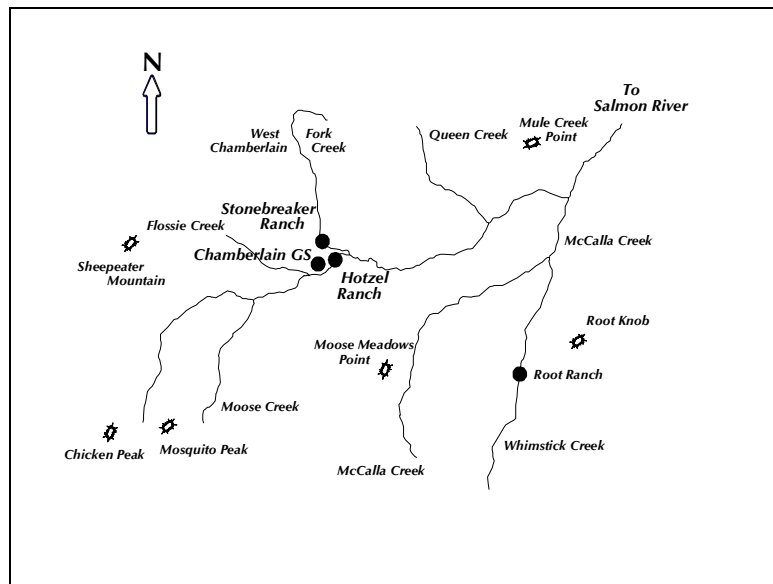 N
To
Salmon River
Mule Creek
Point
Queen Creek
West
Chamberlain
Fork
Creek
Stonebreaker
Ranch
Flossie Creek
McCalla Creek
Chamberlain GS
Sheepeater
Mountain
Hotzel
Ranch
Root Knob
Moose Meadows
Point
Root Ranch
Moose Creek
Chicken Peak
Mosquito Peak
Whimstick Creek
McCalla Creek